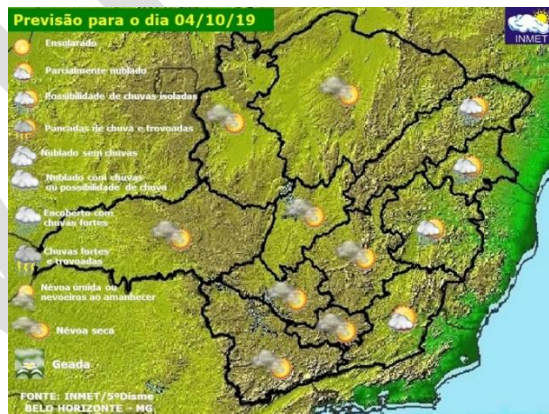 Previsão para o dia 04/10/19
INMET
Ensolarado
Parcialmente nublado
Possibilidade de chuvas isoladas
Pancadas de chuva e trovoadas
Nublado sem chuvas
Nublado com chuvas
ou possibilidade de chuva
Encoberto com
chuvas fortes
Chuvas fortes
e trovoadas
Névoa úmida ou
nevoeiros ao amanhecer
Névoa seca
Geada
FONTE: INMET/5ºDisme
BELO HORIZONTE - MG